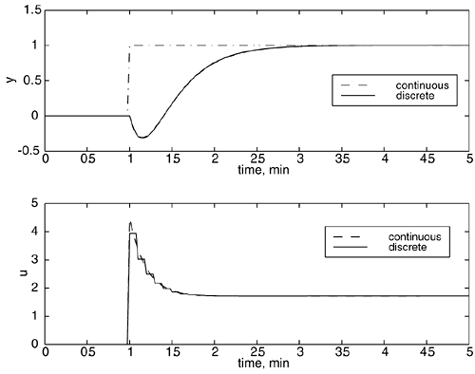 1.5
1
y
0.5
0
-0.5
continuous
discrete
0 05 1 15 2 25 3 35 4 45 5
time, min
5
4
3
u
2
1
0
continuous
discrete
0 05 1 15 2 25 3 35 4 45 5
time, min